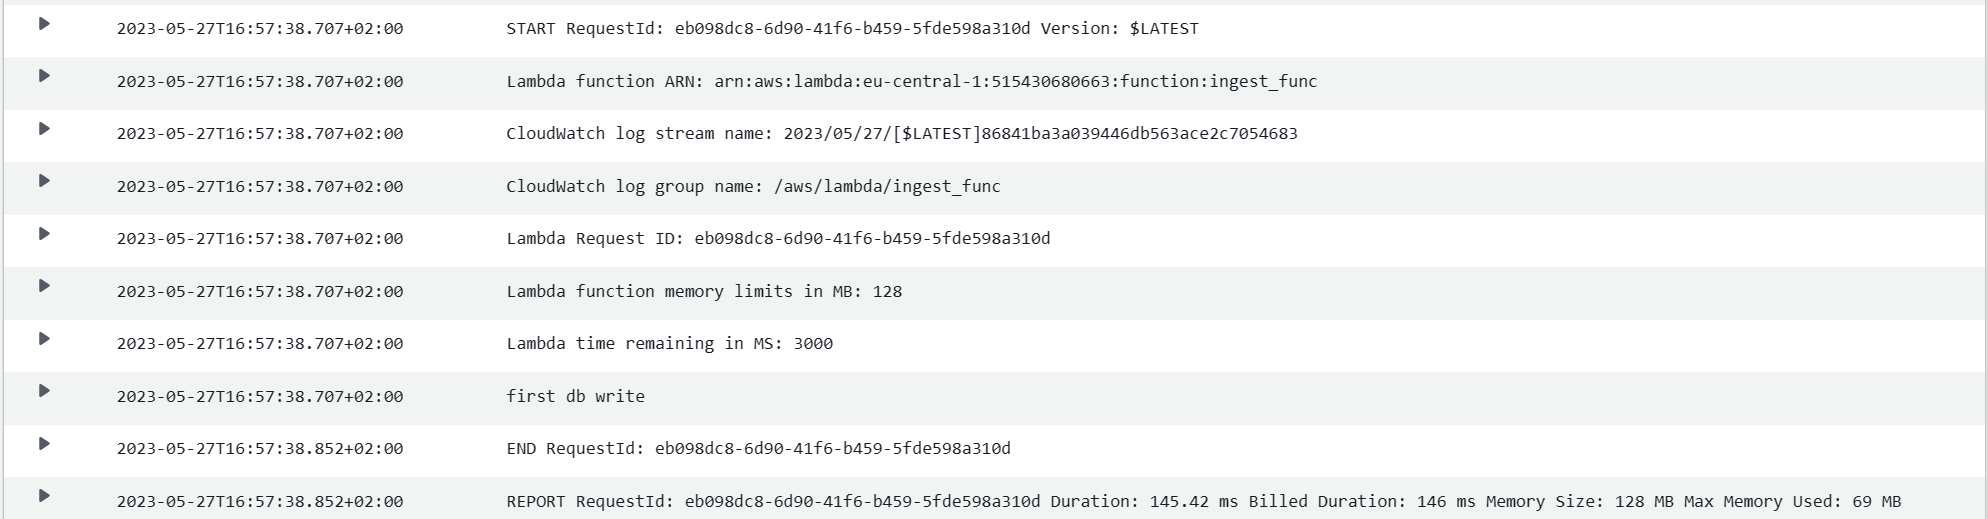 2023-05-27T16:57:38.707+02:00 START RequestId: eb098dc8-6d90-41f6-b459-5fde598a310d Version: $LATEST
2023-05-27T16:57:38.707+02:00 Lambda function ARN: arn:aws:lambda:eu-central-1:515430680663:function:ingest_func
2023-05-27T16:57:38.707+02:00 CloudWatch log stream name: 2023/05/27/[$LATEST]86841ba3a039446db563ace2c7054683
2023-05-27T16:57:38.707+02:00 CloudWatch log group name: /aws/lambda/ingest_func
2023-05-27T16:57:38.707+02:00 Lambda Request ID: eb098dc8-6d90-41f6-b459-5fde598a310d
2023-05-27T16:57:38.707+02:00 Lambda function memory limits in MB: 128
2023-05-27T16:57:38.707+02:00 Lambda time remaining in MS: 3000
2023-05-27T16:57:38.707+02:00 first db write
2023-05-27T16:57:38.852+02:00 END RequestId: eb098dc8-6d90-41f6-b459-5fde598a310d
2023-05-27T16:57:38.852+02:00 REPORT RequestId: eb098dc8-6d90-41f6-b459-5fde598a310d Duration: 145.42 ms Billed Duration: 146 ms Memory Size: 128 MB Max Memory Used: 69 MB